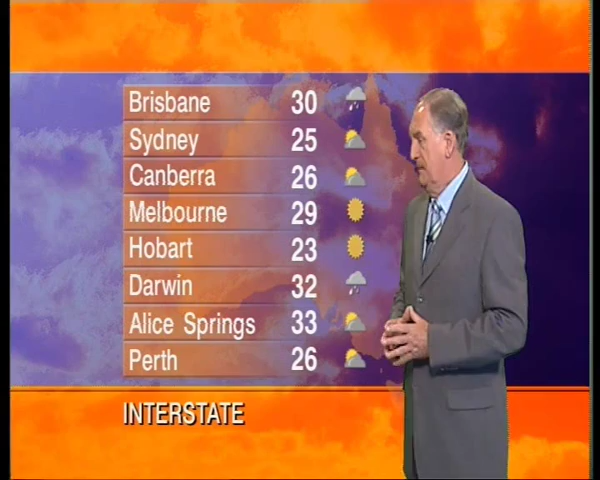 Brisbane 30
Sydney 25
Canberra 26
Melbourne 29
Hobart 23
Darwin 32
Alice Springs 33
Perth 26
INTERSTATE